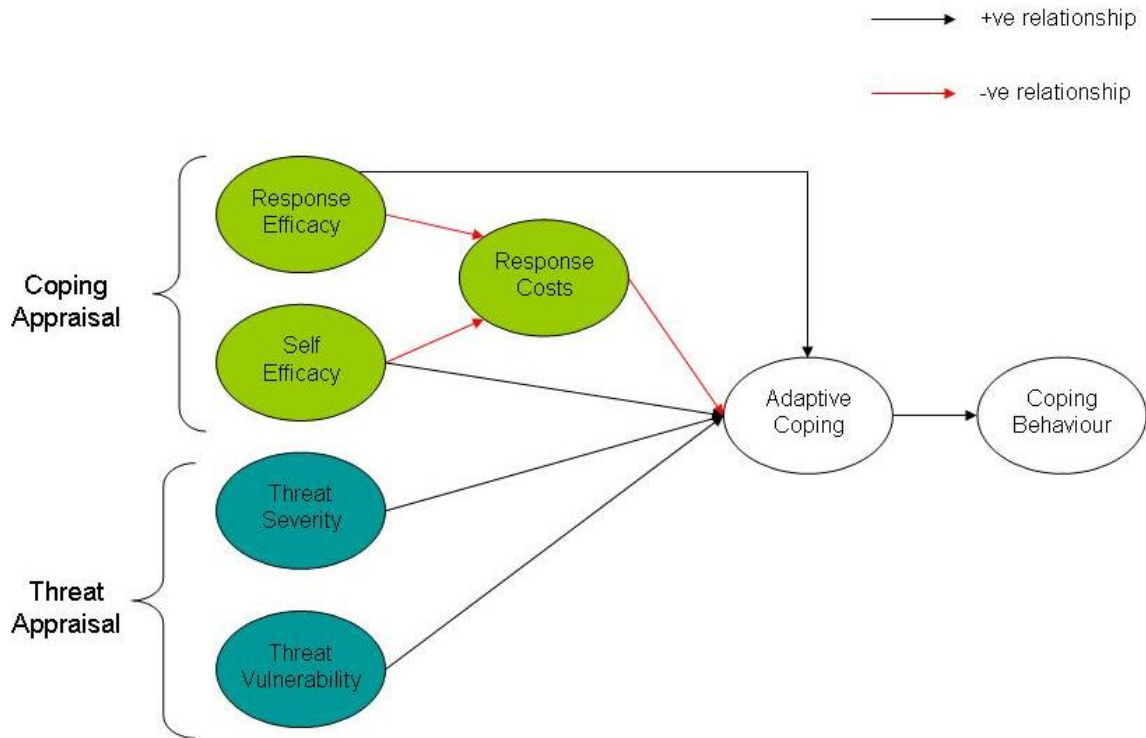 +ve relationship
-ve relationship
Response
Efficacy
Response
Costs
Coping
Appraisal
Self
Efficacy
Adaptive
Coping
Coping
Behaviour
Threat
Severity
Threat
Appraisal
Threat
Vulnerability